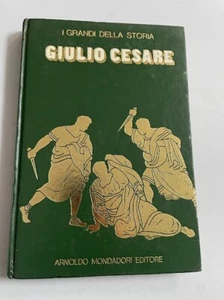 I GRANDI DELLA STORIA
GIULIO CESARE
ARNOLDO MONDADORI EDITORE